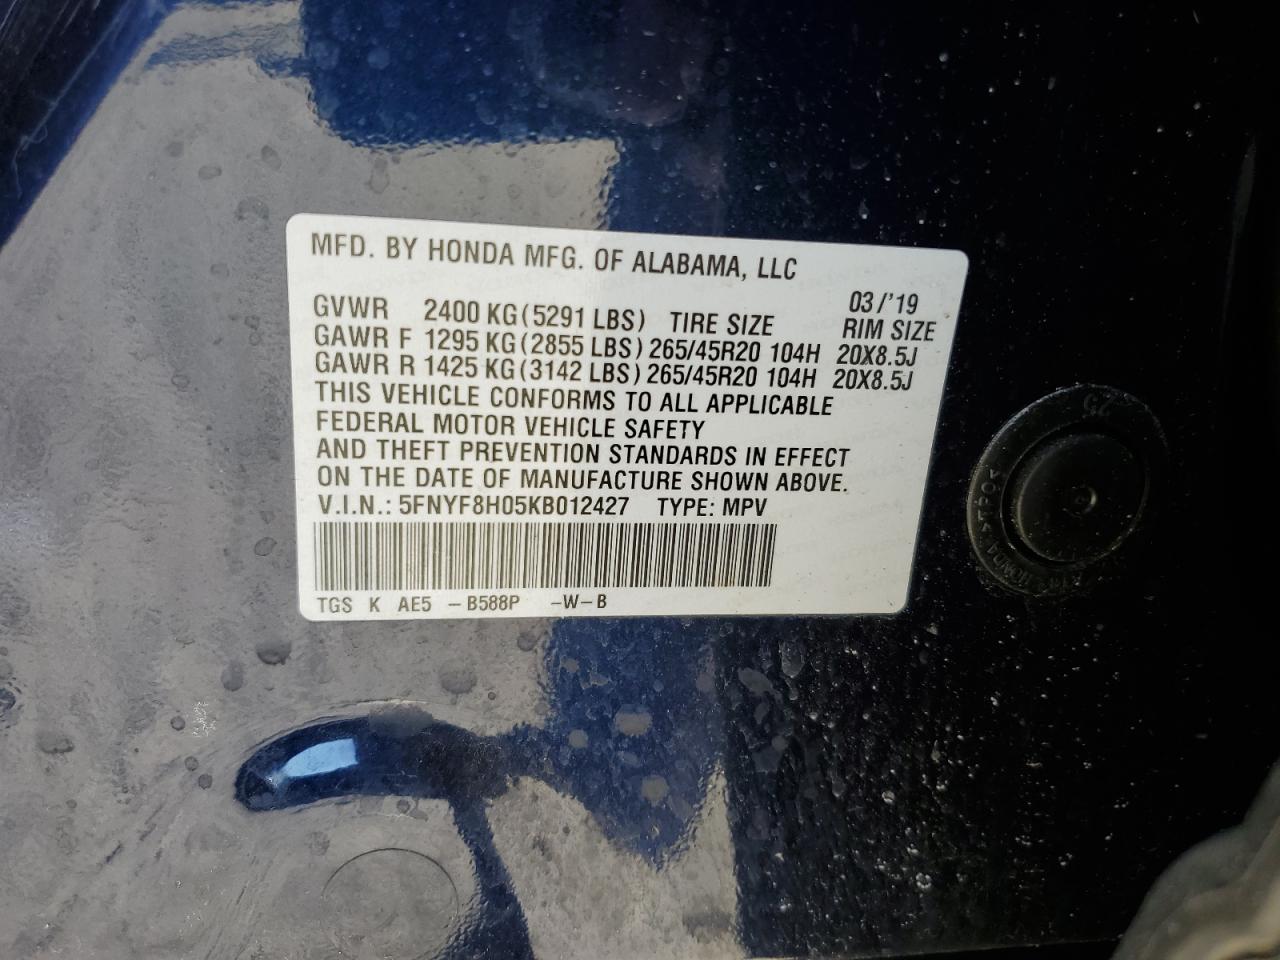 MFD. BY HONDA MFG. OF ALABAMA, LLC
03/'19
GVWR 2400 KG (5291 LBS) TIRE SIZE RIM SIZE
GAWR F 1295 KG (2855 LBS) 265/45R20 104H 20X8.5J
GAWR R 1425 KG (3142 LBS) 265/45R20 104H 20X8.5J
THIS VEHICLE CONFORMS TO ALL APPLICABLE
FEDERAL MOTOR VEHICLE SAFETY
AND THEFT PREVENTION STANDARDS IN EFFECT
ON THE DATE OF MANUFACTURE SHOWN ABOVE.
V.I.N.: 5FNYF8H05KB012427 TYPE: MPV
TGS K AE5 -B588P -W-B
25